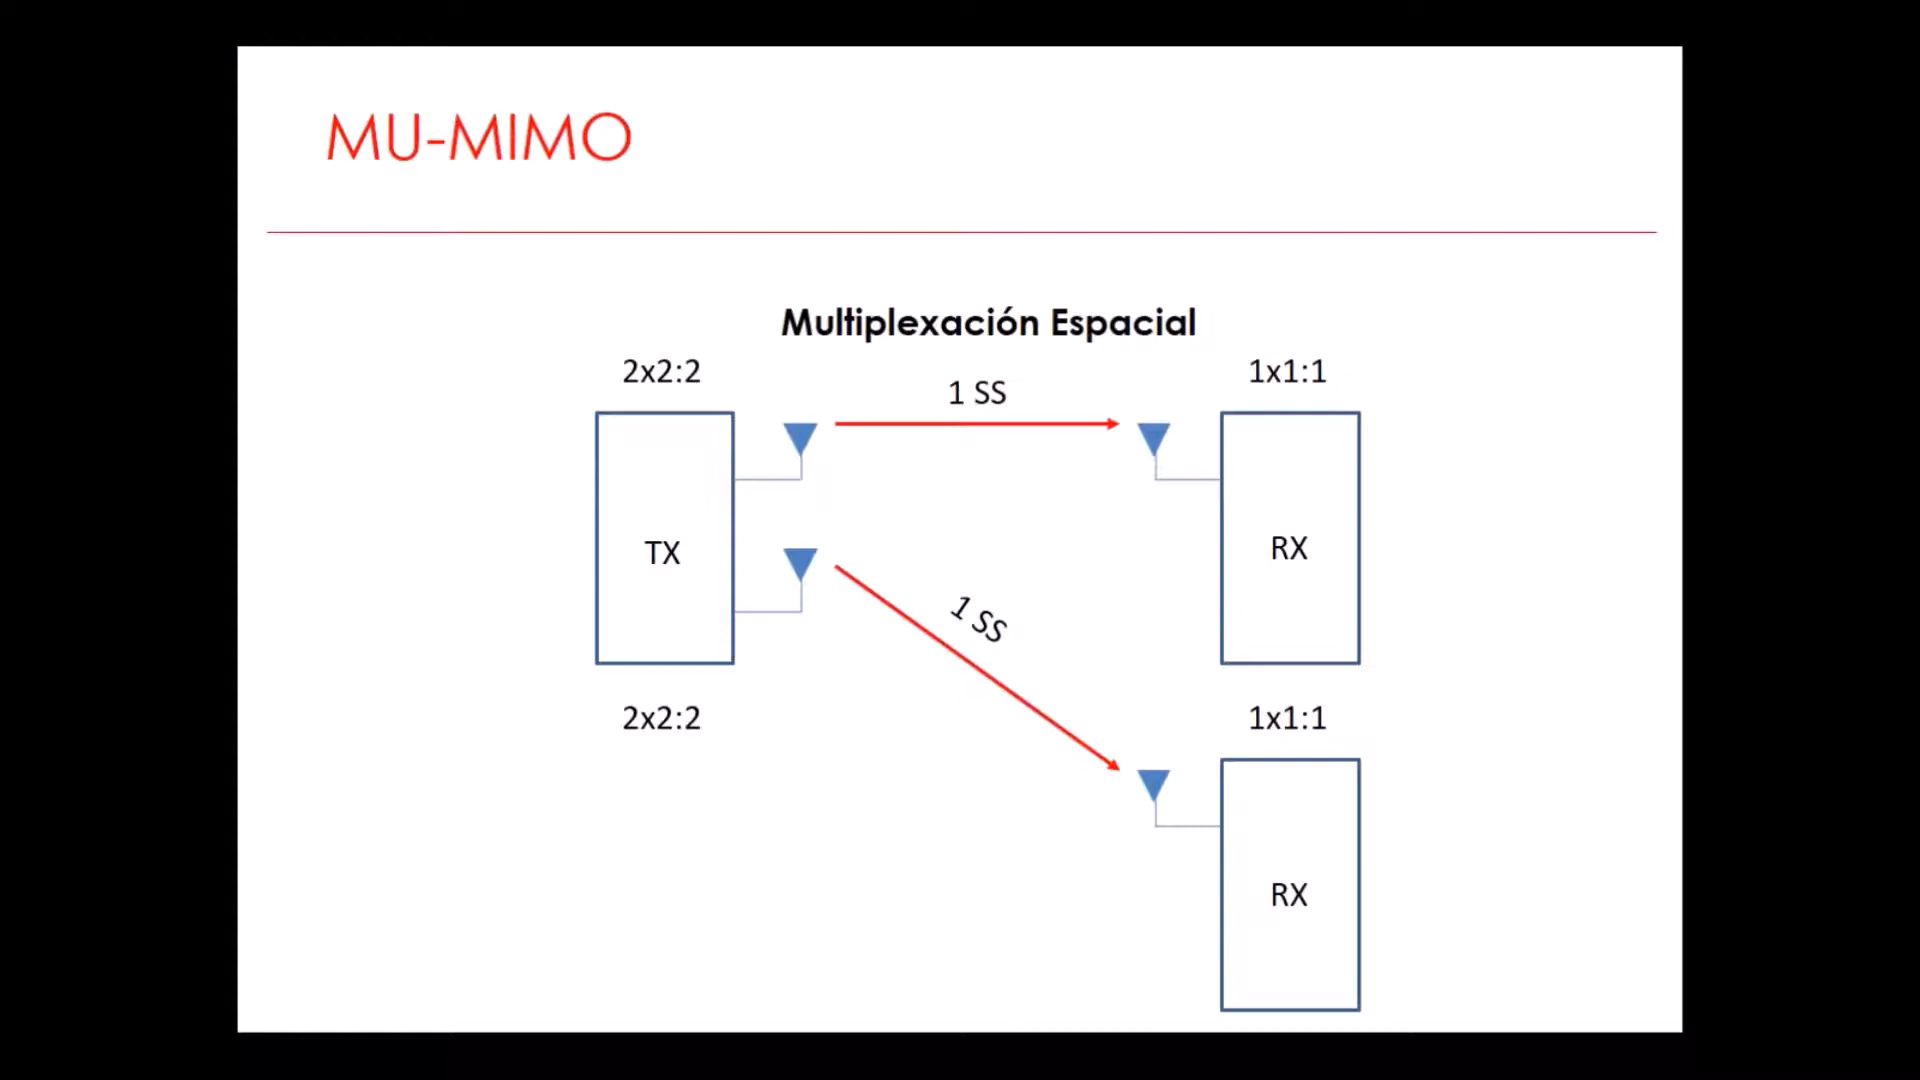 MU-MIMO
Multiplexación Espacial
2x2:2
1 SS
1x1:1
TX
RX
1 SS
2x2:2
1x1:1
RX